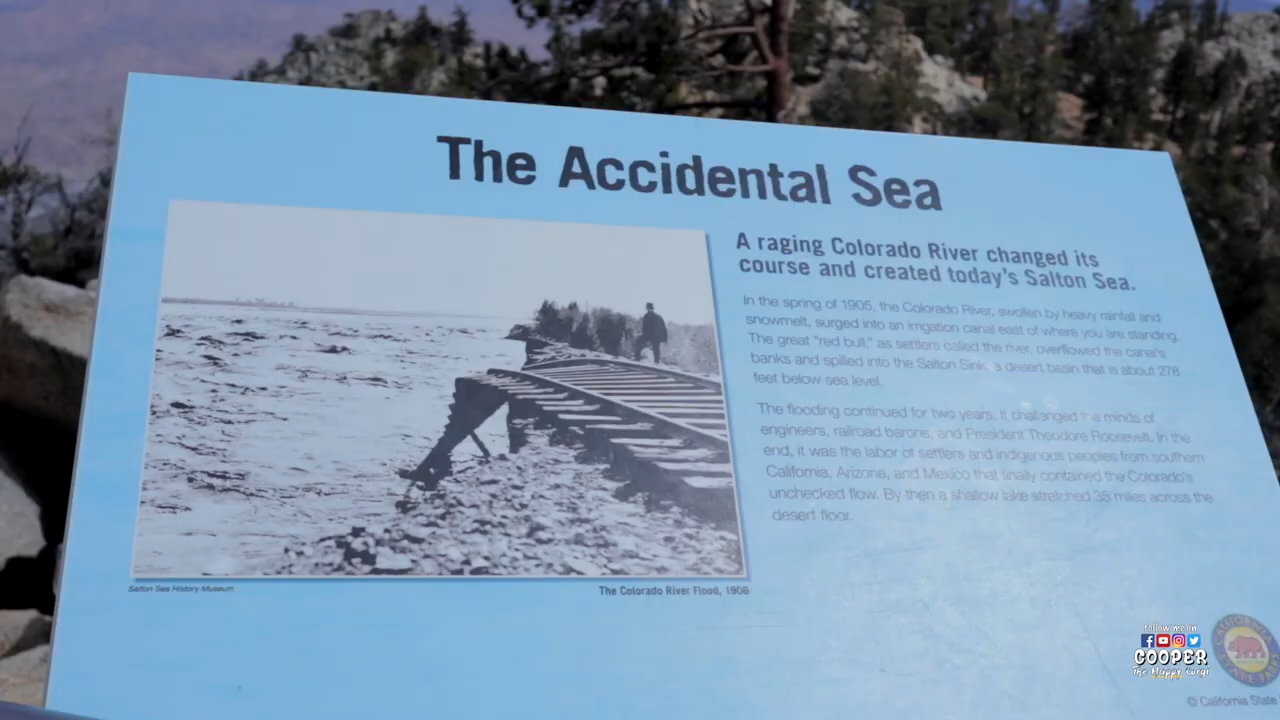 The Accidental Sea
A raging Colorado River changed its
course and created today's Salton Sea.
In the spring of 1905, the Colorado River, swollen by heavy rainfall and
snowmelt, surged into an irrigation canal east of where you are standing.
The great "red bull," as settlers called the river, overflowed the canal's
banks and spilled into the Salton Sink, a desert basin that is about 278
feet below sea level.
The flooding continued for two years. It challenged the minds of
engineers, railroad barons, and President Theodore Roosevelt. In the
end, it was the labor of settlers and indigenous peoples from southern
California, Arizona, and Mexico that finally contained the Colorado's
unchecked flow. By then a shallow lake stretched 35 miles across the
desert floor.
Salton Sea History Museum
The Colorado River Flood, 1906
follow me on
COOPER
The Flippy Corgi
CALIFORNIA
© California State